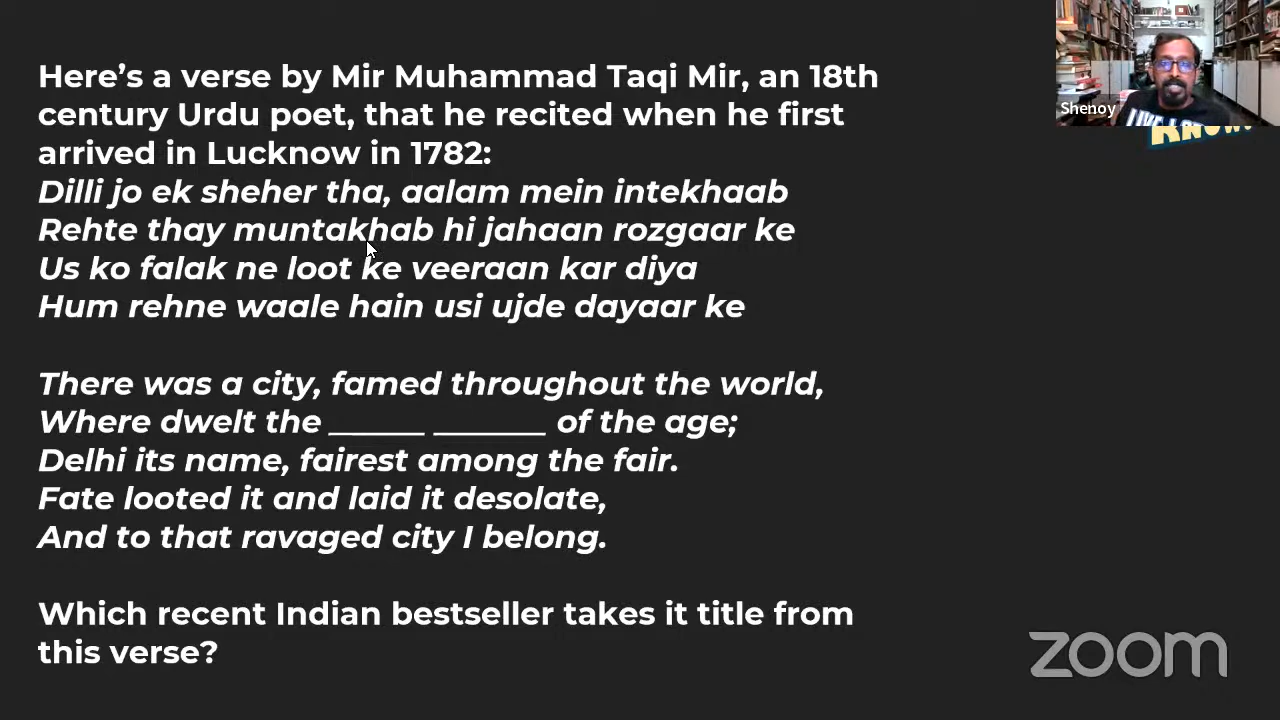 Here’s a verse by Mir Muhammad Taqi Mir, an 18th
century Urdu poet, that he recited when he first
arrived in Lucknow in 1782:
Dilli jo ek sheher tha, aalam mein intekhaab
Rehte thay muntakhab hi jahaan rozgaar ke
Us ko falak ne loot ke veeraan kar diya
Hum rehne waale hain usi ujde dayaar ke
There was a city, famed throughout the world,
Where dwelt the ______ _______ of the age;
Delhi its name, fairest among the fair.
Fate looted it and laid it desolate,
And to that ravaged city I belong.
Which recent Indian bestseller takes it title from
this verse?
Shenoy
zoom